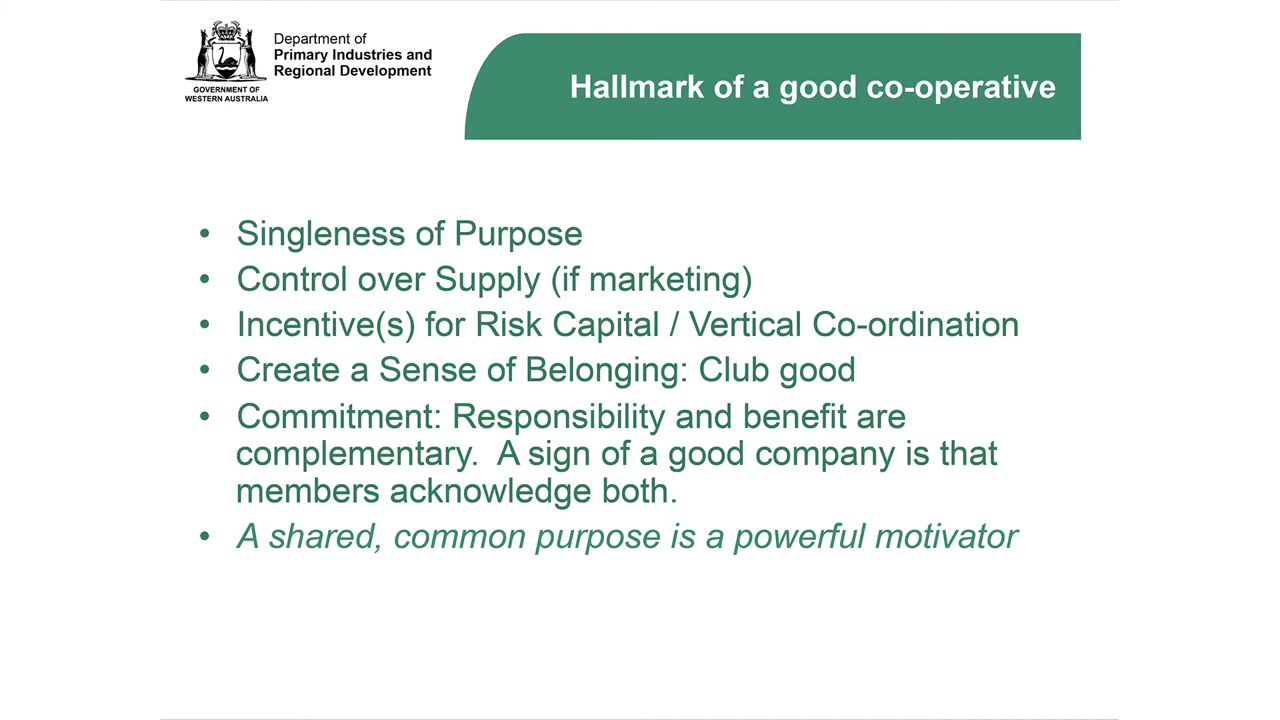 Department of
Primary Industries and
Regional Development
GOVERNMENT OF
WESTERN AUSTRALIA
Hallmark of a good co-operative
• Singleness of Purpose
• Control over Supply (if marketing)
• Incentive(s) for Risk Capital / Vertical Co-ordination
• Create a Sense of Belonging: Club good
• Commitment: Responsibility and benefit are
complementary.  A sign of a good company is that
members acknowledge both.
• A shared, common purpose is a powerful motivator